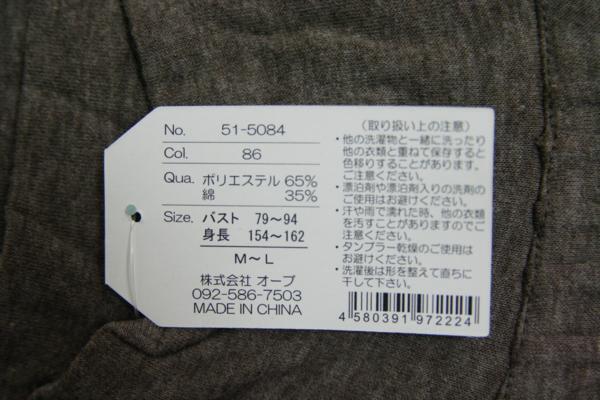 No. 51-5084
Col. 86
Qua. ポリエステル 65%
綿 35%
Size. バスト 79～94
身長 154～162
M～L
株式会社 オーブ
092-586-7503
MADE IN CHINA
（取り扱い上の注意）
・他の洗濯物と一緒に洗ったり
他の衣類と重ねて保存すると
色移りすることがあります。
ご注意ください。
・漂泊剤や漂泊剤入りの洗剤の
ご使用はお避けください。
・汗や雨で濡れた時、他の衣類
を汚すことがありますのでご
注意ください。
・タンブラー乾燥のご使用は
お避けください。
・洗濯後は形を整えて直ちに
干して下さい。
4 580391 972224